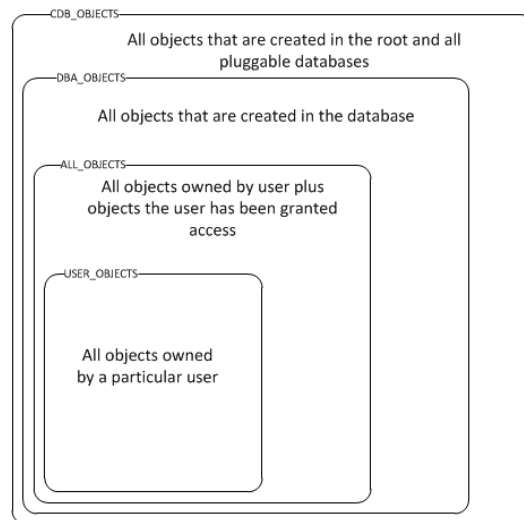 CDB_OBJECTS
All objects that are created in the root and all
pluggable databases
DBA_OBJECTS
All objects that are created in the database
ALL_OBJECTS
All objects owned by user plus
objects the user has been granted
access
USER_OBJECTS
All objects owned
by a particular user